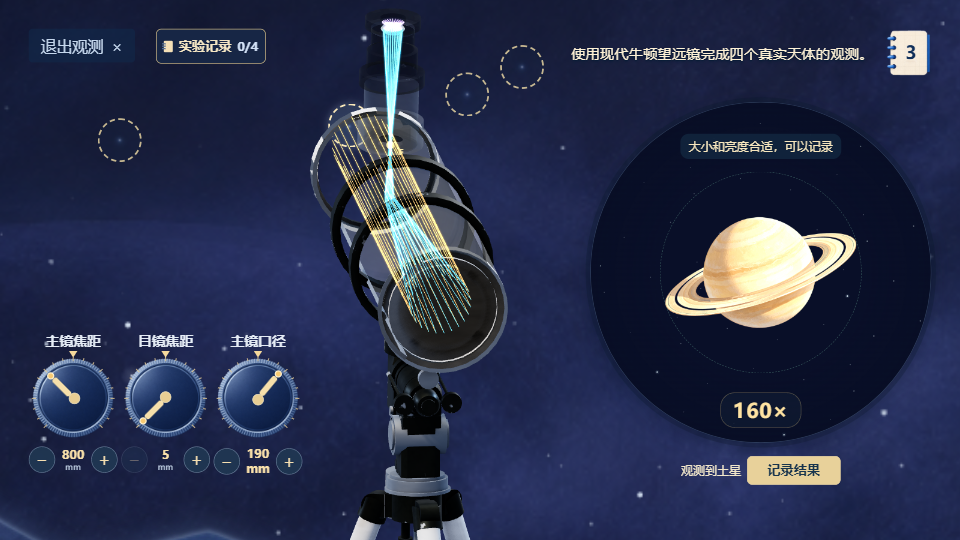 退出观测 ×
实验记录 0/4
使用现代牛顿望远镜完成四个真实天体的观测。
3
大小和亮度合适，可以记录
主镜焦距
目镜焦距
主镜口径
− 800 mm +
− 5 mm +
− 190 mm +
160×
观测到土星
记录结果